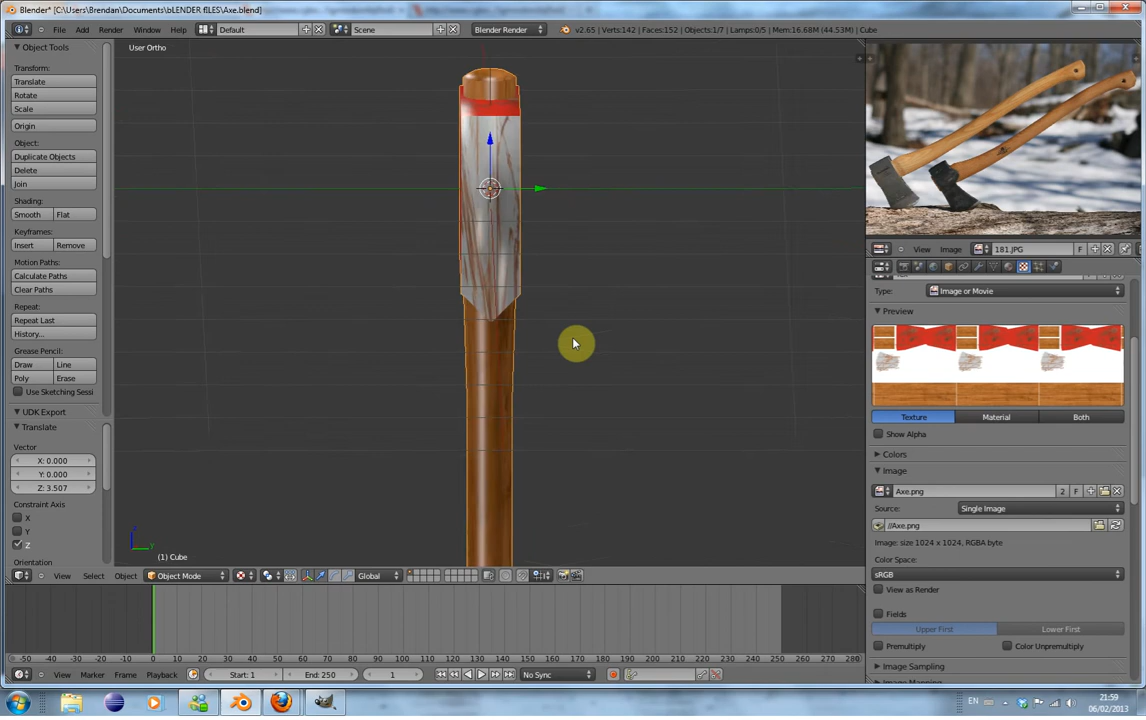 Blender* [C:\Users\Brendan\Documents\bLENDER fILES\Axe.blend]
File Add Render Window Help Default Scene Blender Render v2.65 | Verts:142 | Faces:152 | Objects:1/7 | Lamps:0/5 | Mem:16.68M (44.53M) | Cube
Object Tools
User Ortho
Transform:
Translate
Rotate
Scale
Origin
Object:
Duplicate Objects
Delete
Join
Shading:
Smooth Flat
Keyframes:
Insert Remove
Motion Paths:
Calculate Paths
Clear Paths
Repeat:
Repeat Last
History...
Grease Pencil:
Draw Line
Poly Erase
Use Sketching Sessi
UDK Export
Translate
Vector
X: 0.000
Y: 0.000
Z: 3.507
Constraint Axis
X
Y
Z
Orientation
z
y
(1) Cube
View Select Object Object Mode Global
View Image 181.JPG F
Type: Image or Movie
Preview
Texture Material Both
Show Alpha
Colors
Image
Axe.png 2 F
Source: Single Image
//Axe.png
Image: size 1024 x 1024, RGBA byte
Color Space:
sRGB
View as Render
Fields
Upper First Lower First
Premultiply Color Unpremultiply
Image Sampling
-50 -40 -30 -20 -10 0 10 20 30 40 50 60 70 80 90 100 110 120 130 140 150 160 170 180 190 200 210 220 230 240 250 260 270 280
View Marker Frame Playback Start: 1 End: 250 1 No Sync
EN
21:59
06/02/2013